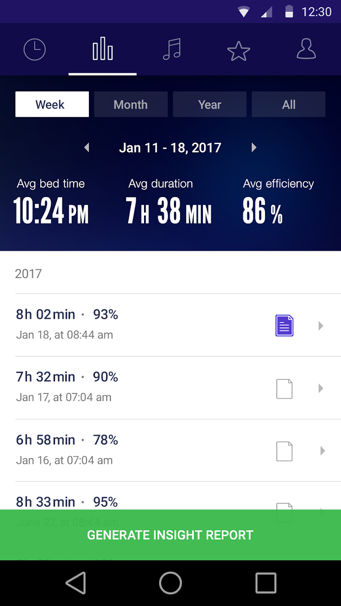 12:30
Week Month Year All
Jan 11 - 18, 2017
Avg bed time Avg duration Avg efficiency
10:24 PM 7 H 38 MIN 86 %
2017
8h 02min · 93%
Jan 18, at 08:44 am
7h 32min · 90%
Jan 17, at 07:04 am
6h 58min · 78%
Jan 16, at 07:04 am
8h 33min · 95%
GENERATE INSIGHT REPORT